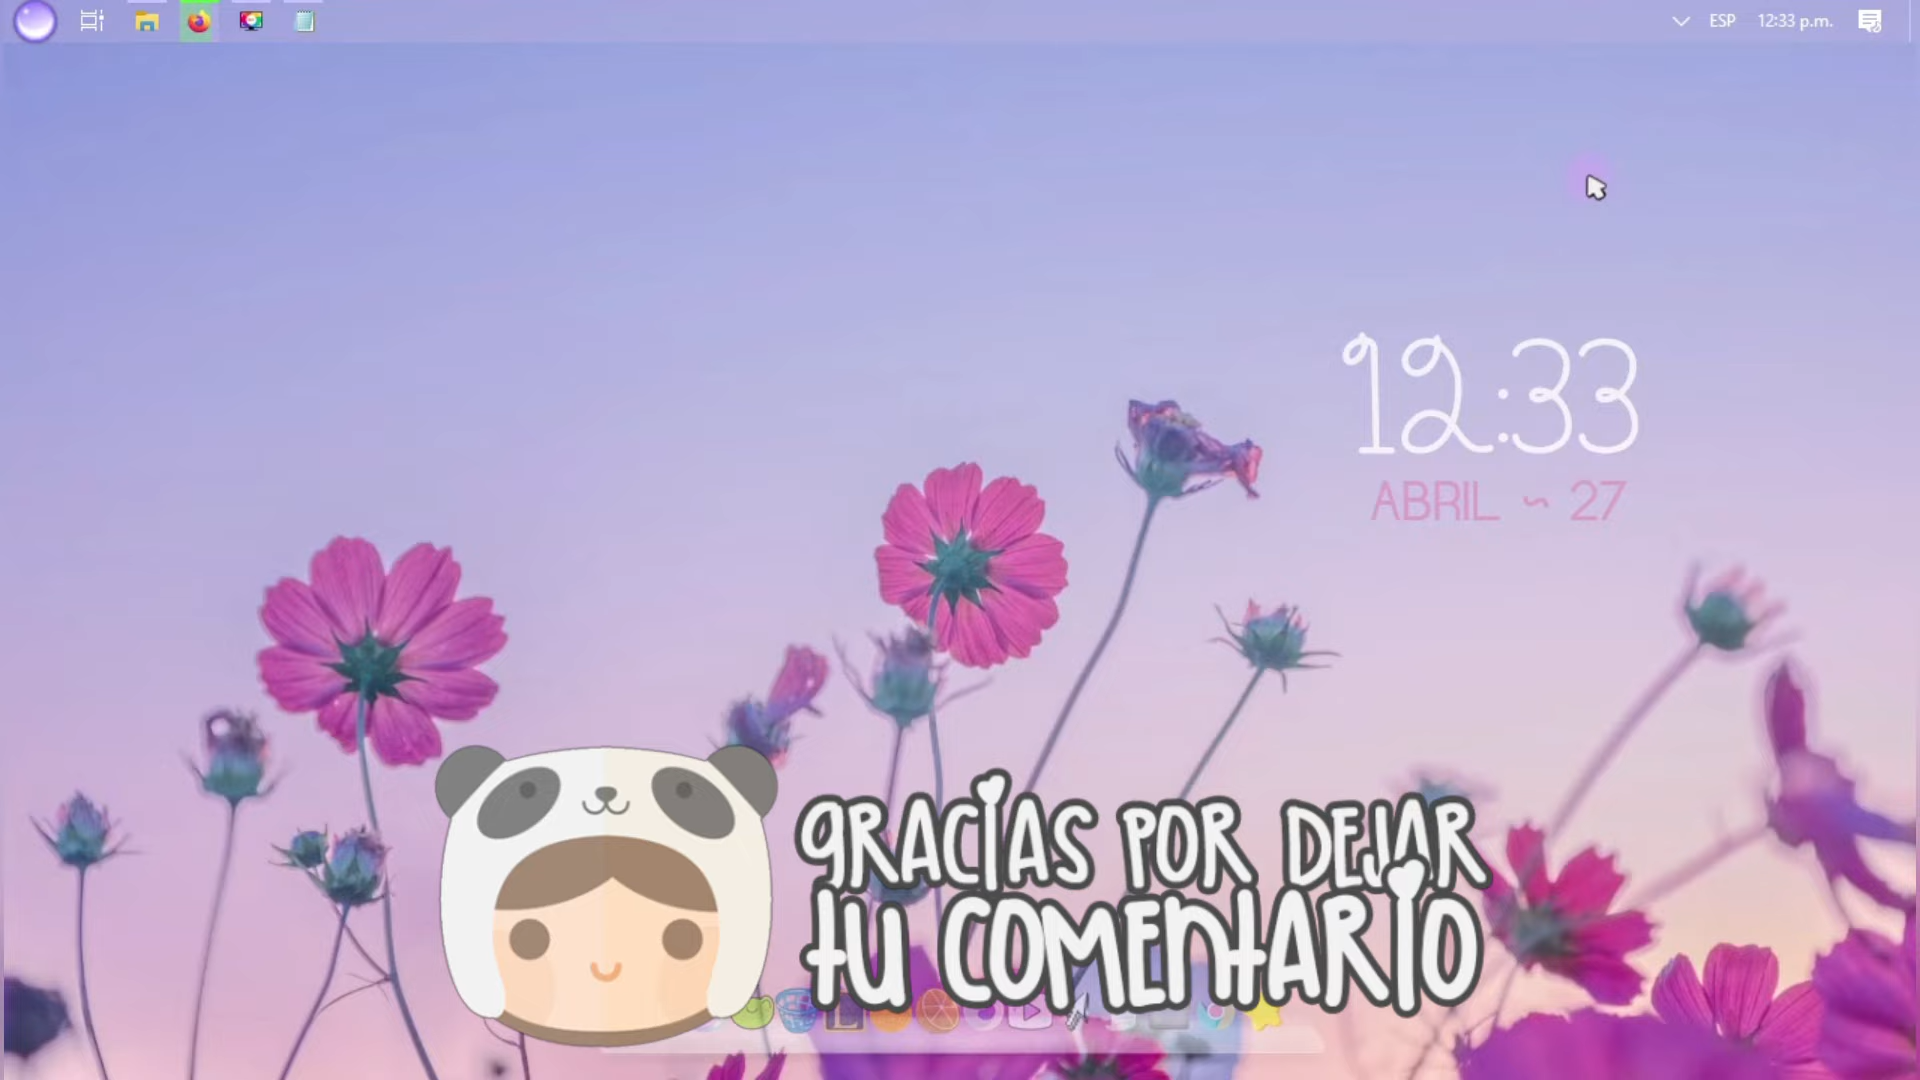 ESP 12:33 p.m.
12:33
ABRIL ~ 27
GRACIAS POR DEJAR
tU COMENtARIO